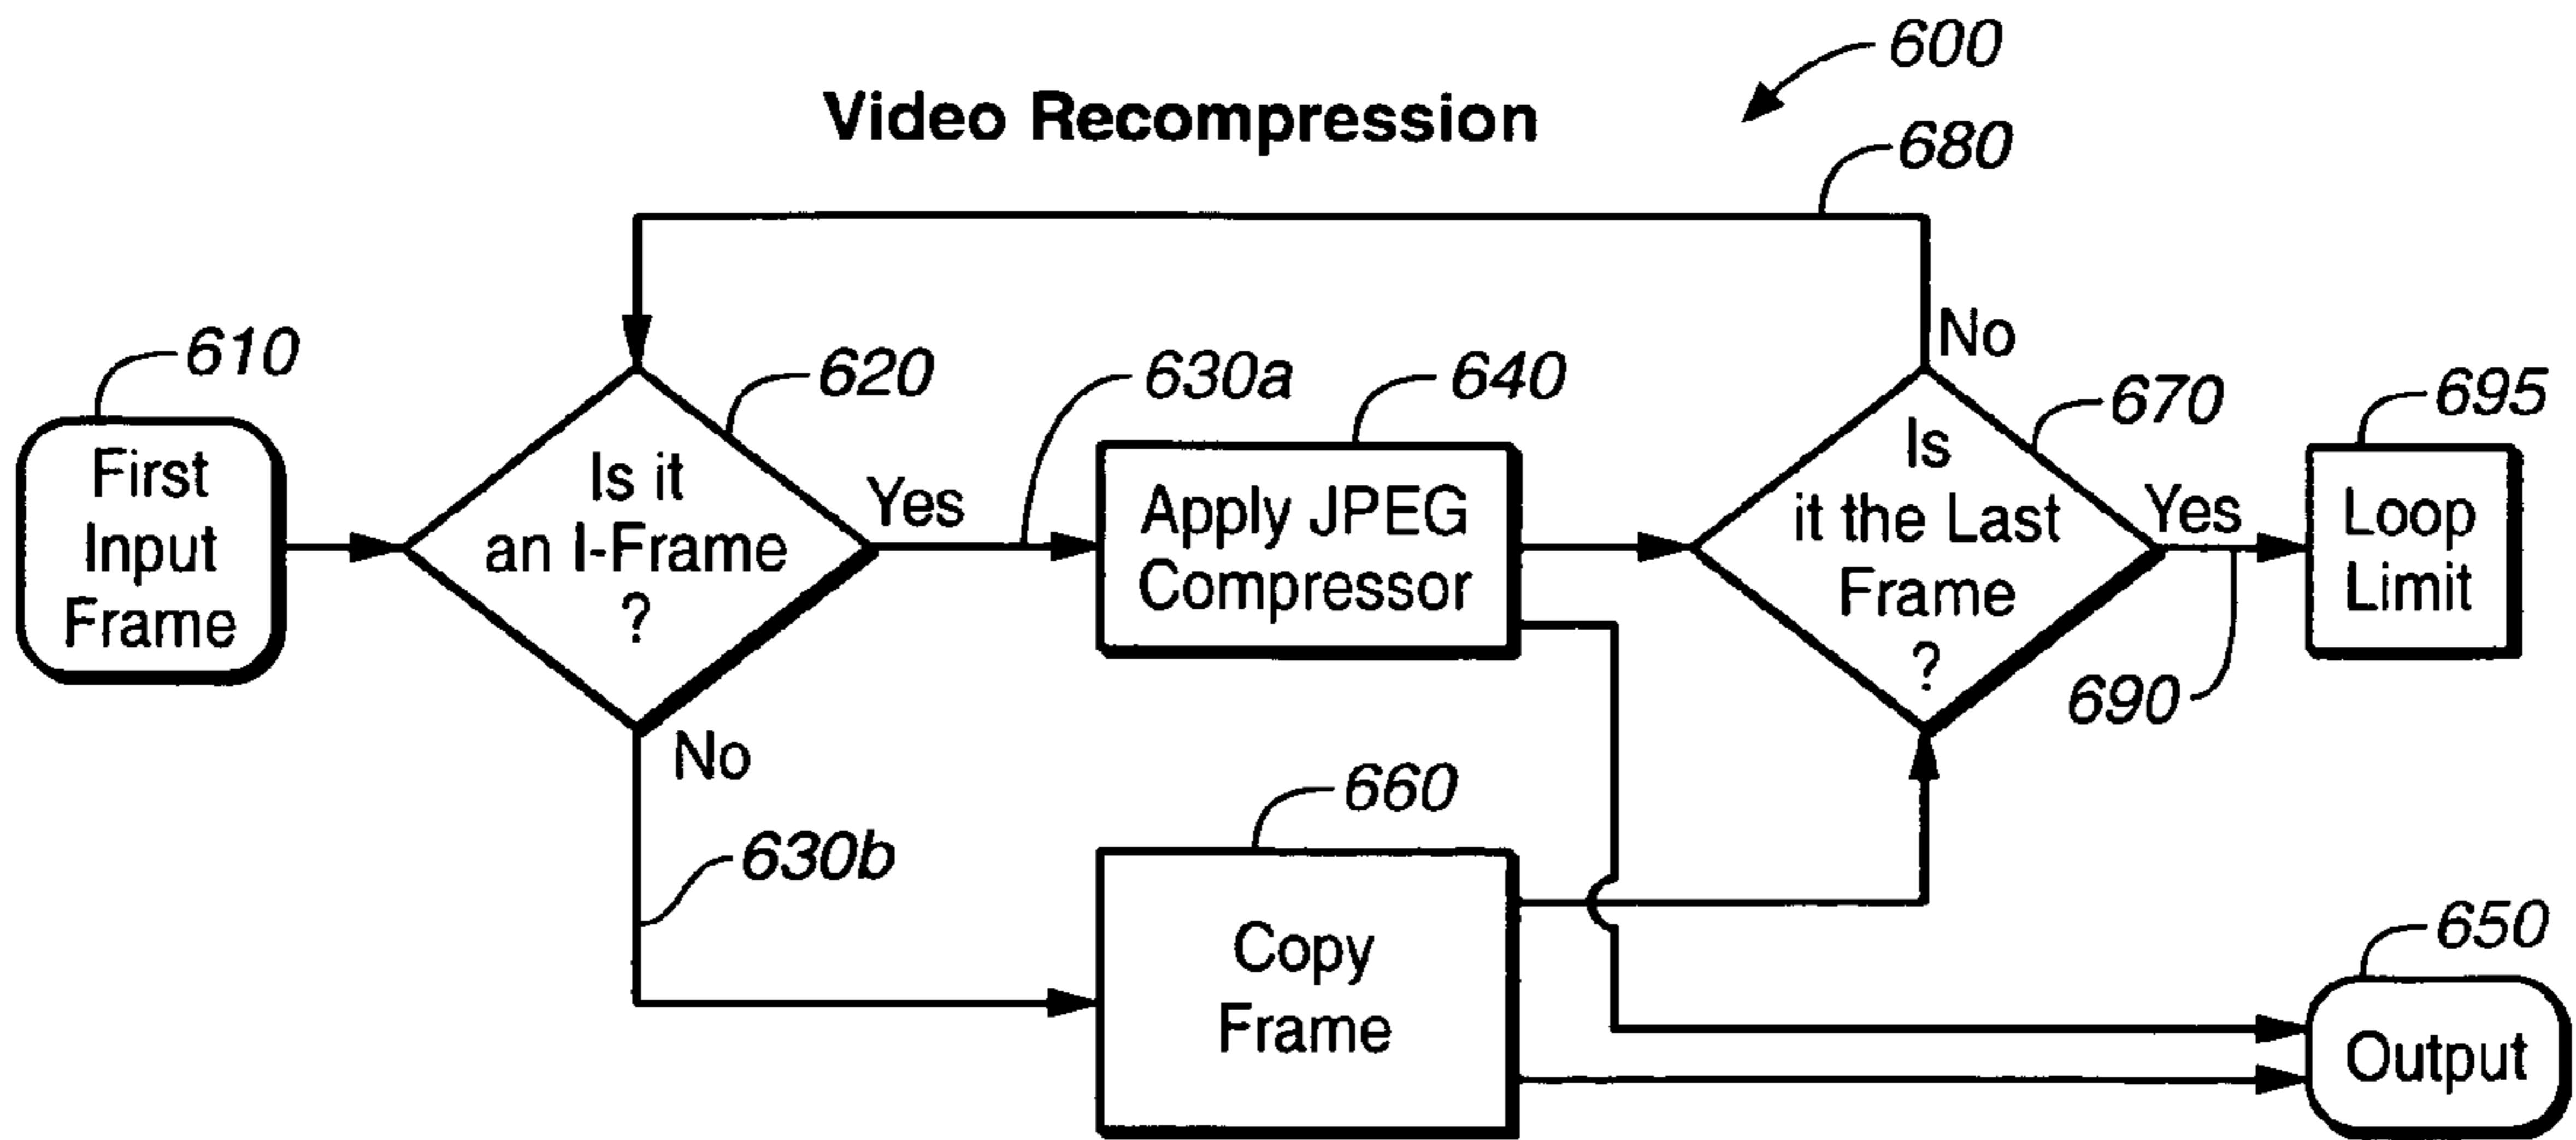 600
Video Recompression
680
610
First
Input
Frame
620
Is it
an I-Frame
?
Yes
No
630a
630b
640
Apply JPEG
Compressor
660
Copy
Frame
670
Is
it the Last
Frame
?
No
Yes
690
695
Loop
Limit
650
Output